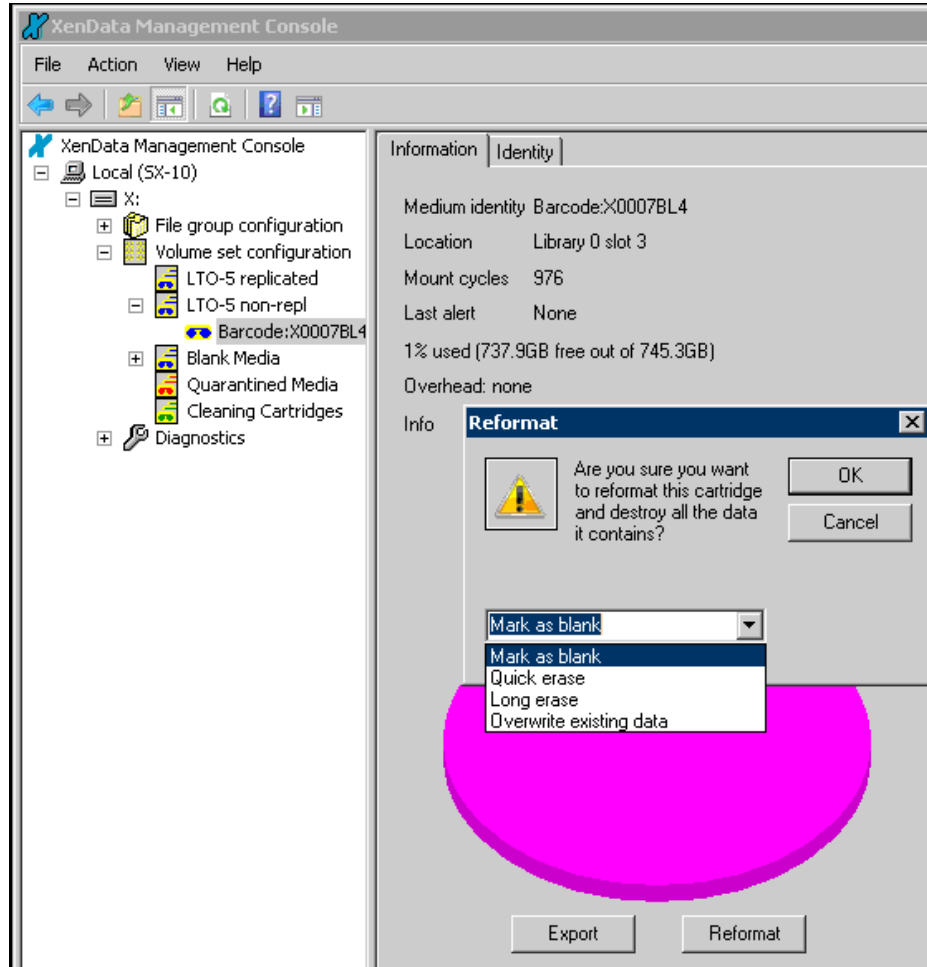 XenData Management Console
File Action View Help
XenData Management Console
Local (SX-10)
X:
File group configuration
Volume set configuration
LTO-5 replicated
LTO-5 non-repl
Barcode:X0007BL4
Blank Media
Quarantined Media
Cleaning Cartridges
Diagnostics
Information Identity
Medium identity Barcode:X0007BL4
Location Library 0 slot 3
Mount cycles 976
Last alert None
1% used (737.9GB free out of 745.3GB)
Overhead: none
Info
Reformat
Are you sure you want
to reformat this cartridge
and destroy all the data
it contains?
OK
Cancel
Mark as blank
Mark as blank
Quick erase
Long erase
Overwrite existing data
Export Reformat